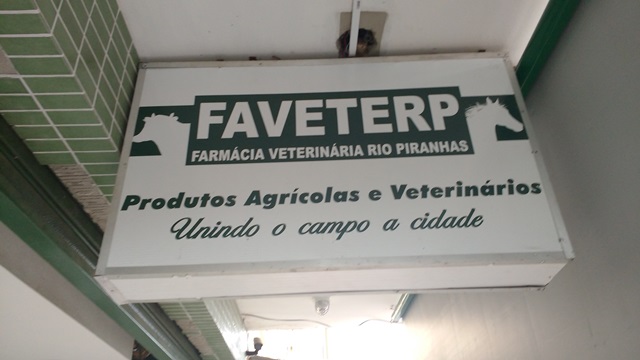 FAVETERP
FARMÁCIA VETERINÁRIA RIO PIRANHAS
Produtos Agrícolas e Veterinários
Unindo o campo a cidade